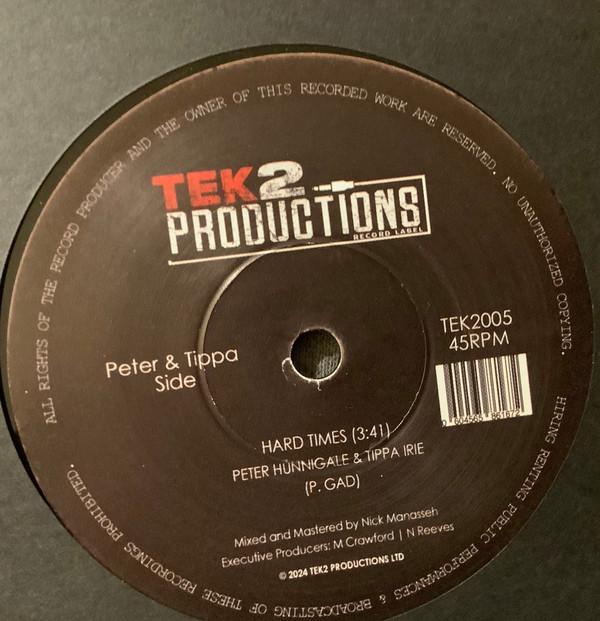 ALL RIGHTS OF THE RECORD PRODUCER AND THE OWNER OF THIS RECORDED WORK ARE RESERVED. NO UNAUTHORIZED COPYING. HIRING RENTING PUBLIC PERFORMANCES & BROADCASTING OF THESE RECORDINGS PROHIBITED.
TEK2
PRODUCTIONS
RECORD LABEL
Peter & Tippa
Side
TEK2005
45RPM
HARD TIMES (3:41)
PETER HUNNIGALE & TIPPA IRIE
(P. GAD)
Mixed and Mastered by Nick Manasseh
Executive Producers: M Crawford | N Reeves
© 2024 TEK2 PRODUCTIONS LTD